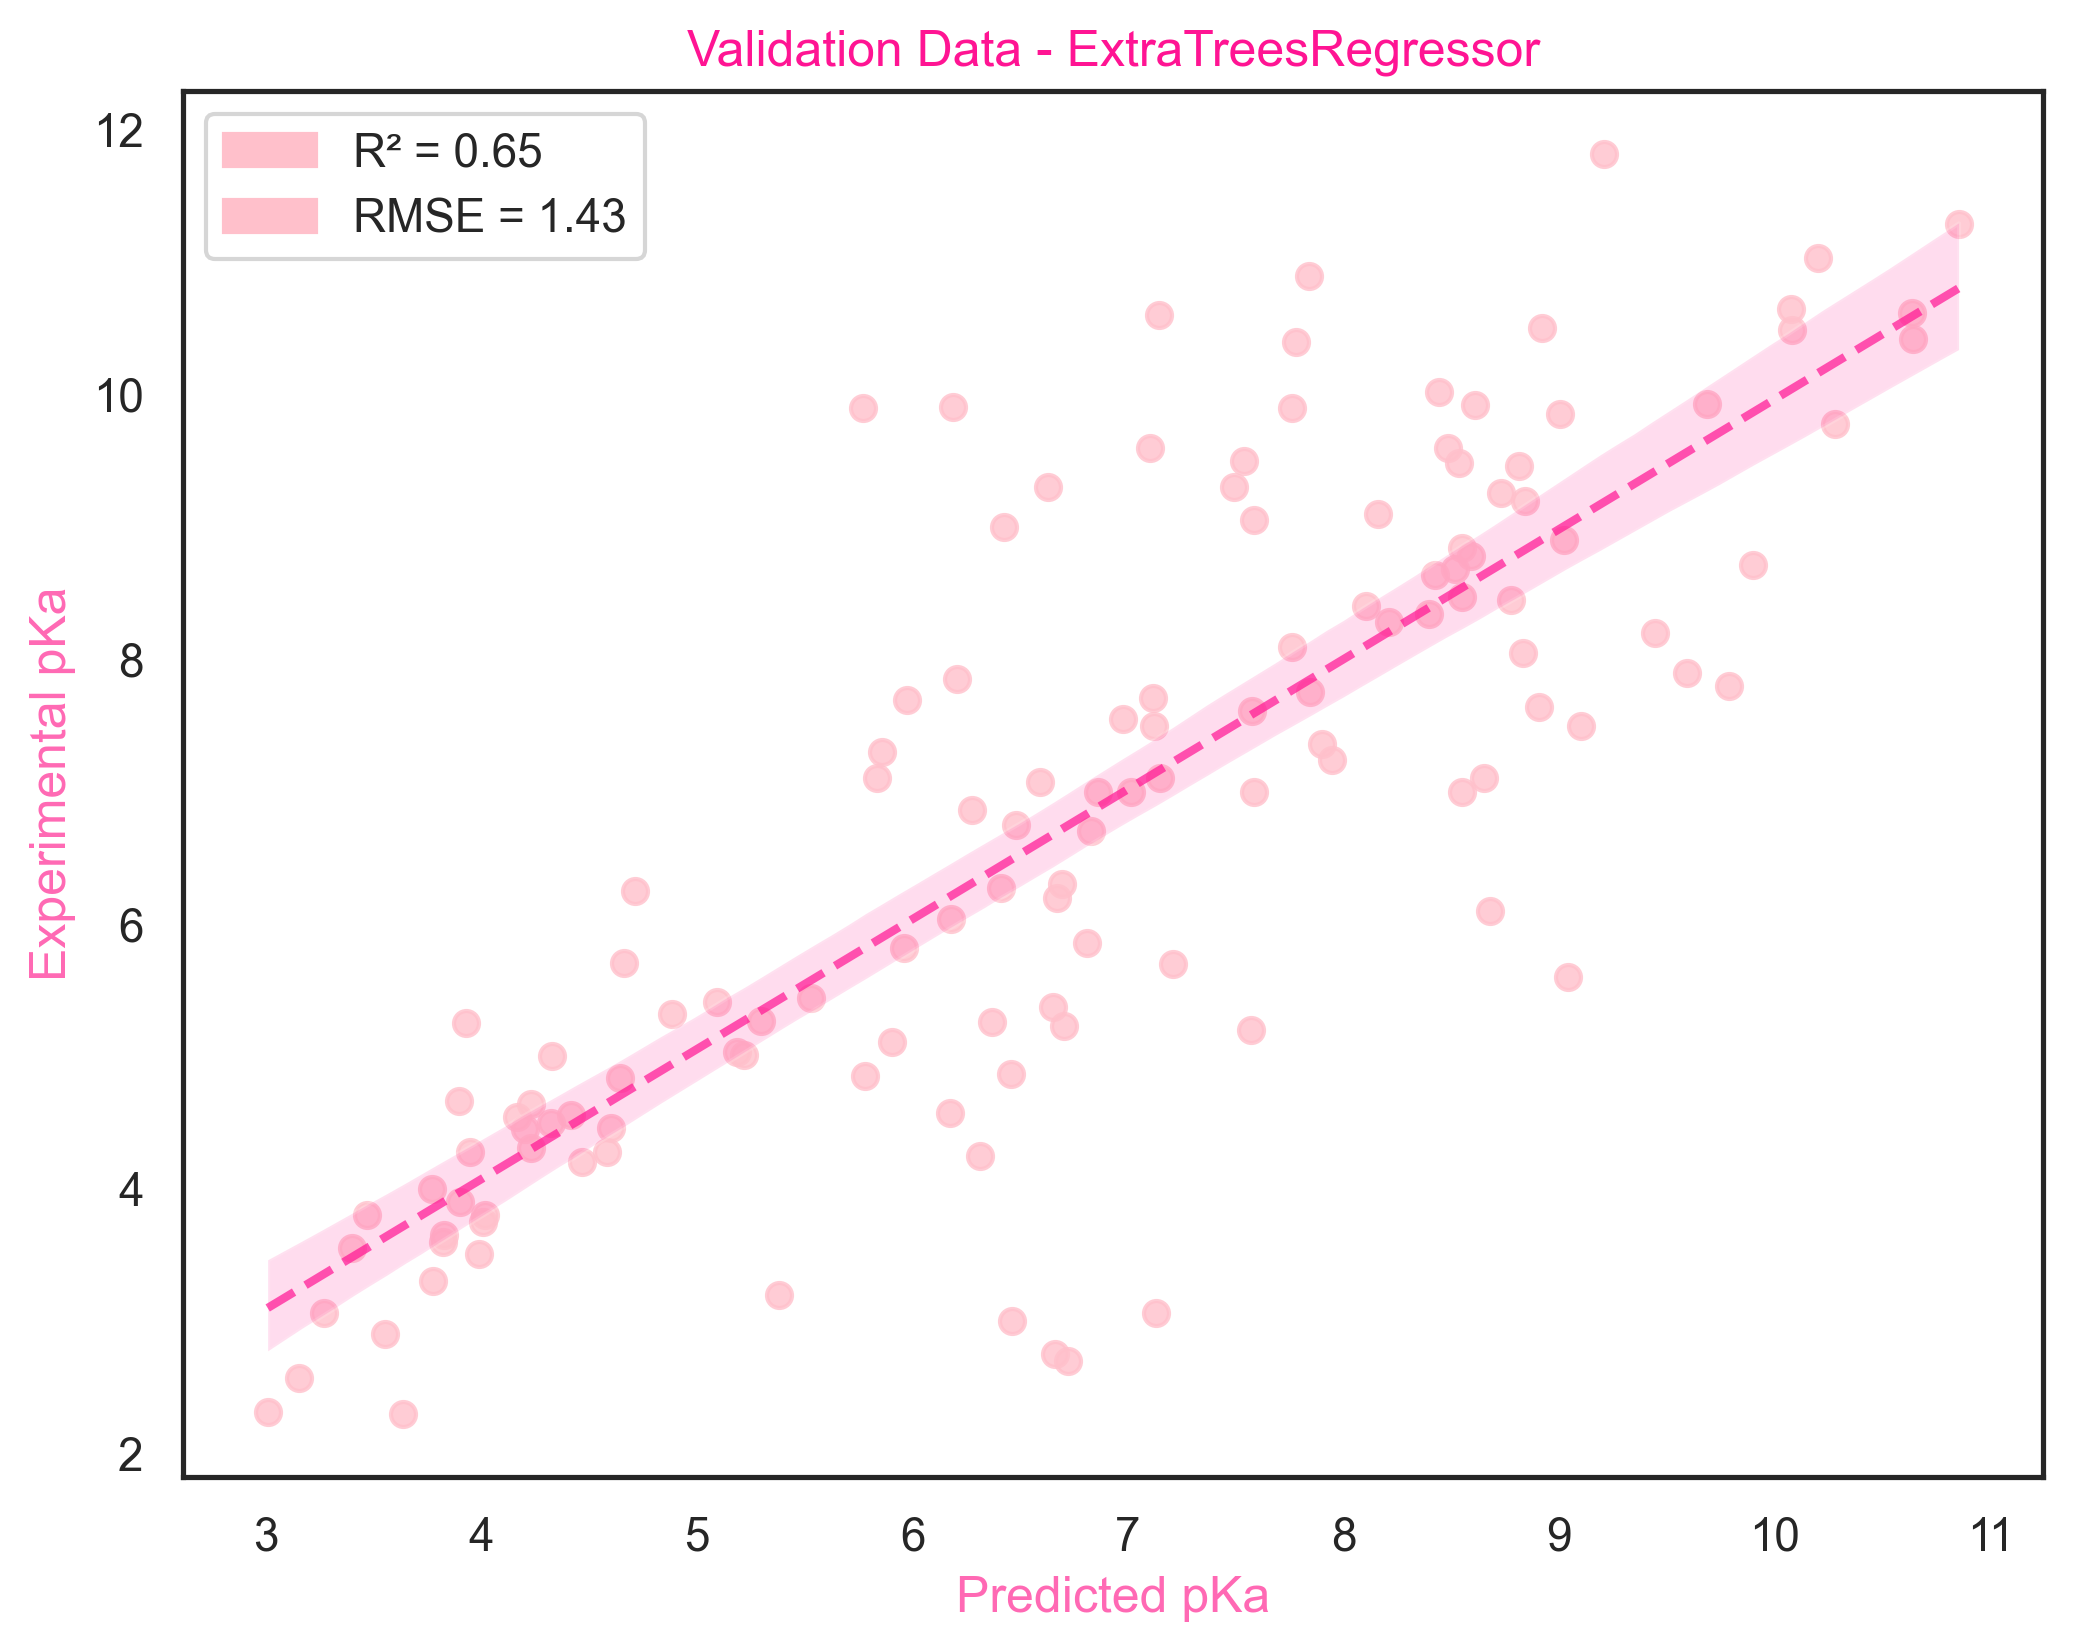 Validation Data - ExtraTreesRegressor
R² = 0.65
RMSE = 1.43
12
10
8
6
4
2
Experimental pKa
3 4 5 6 7 8 9 10 11
Predicted pKa